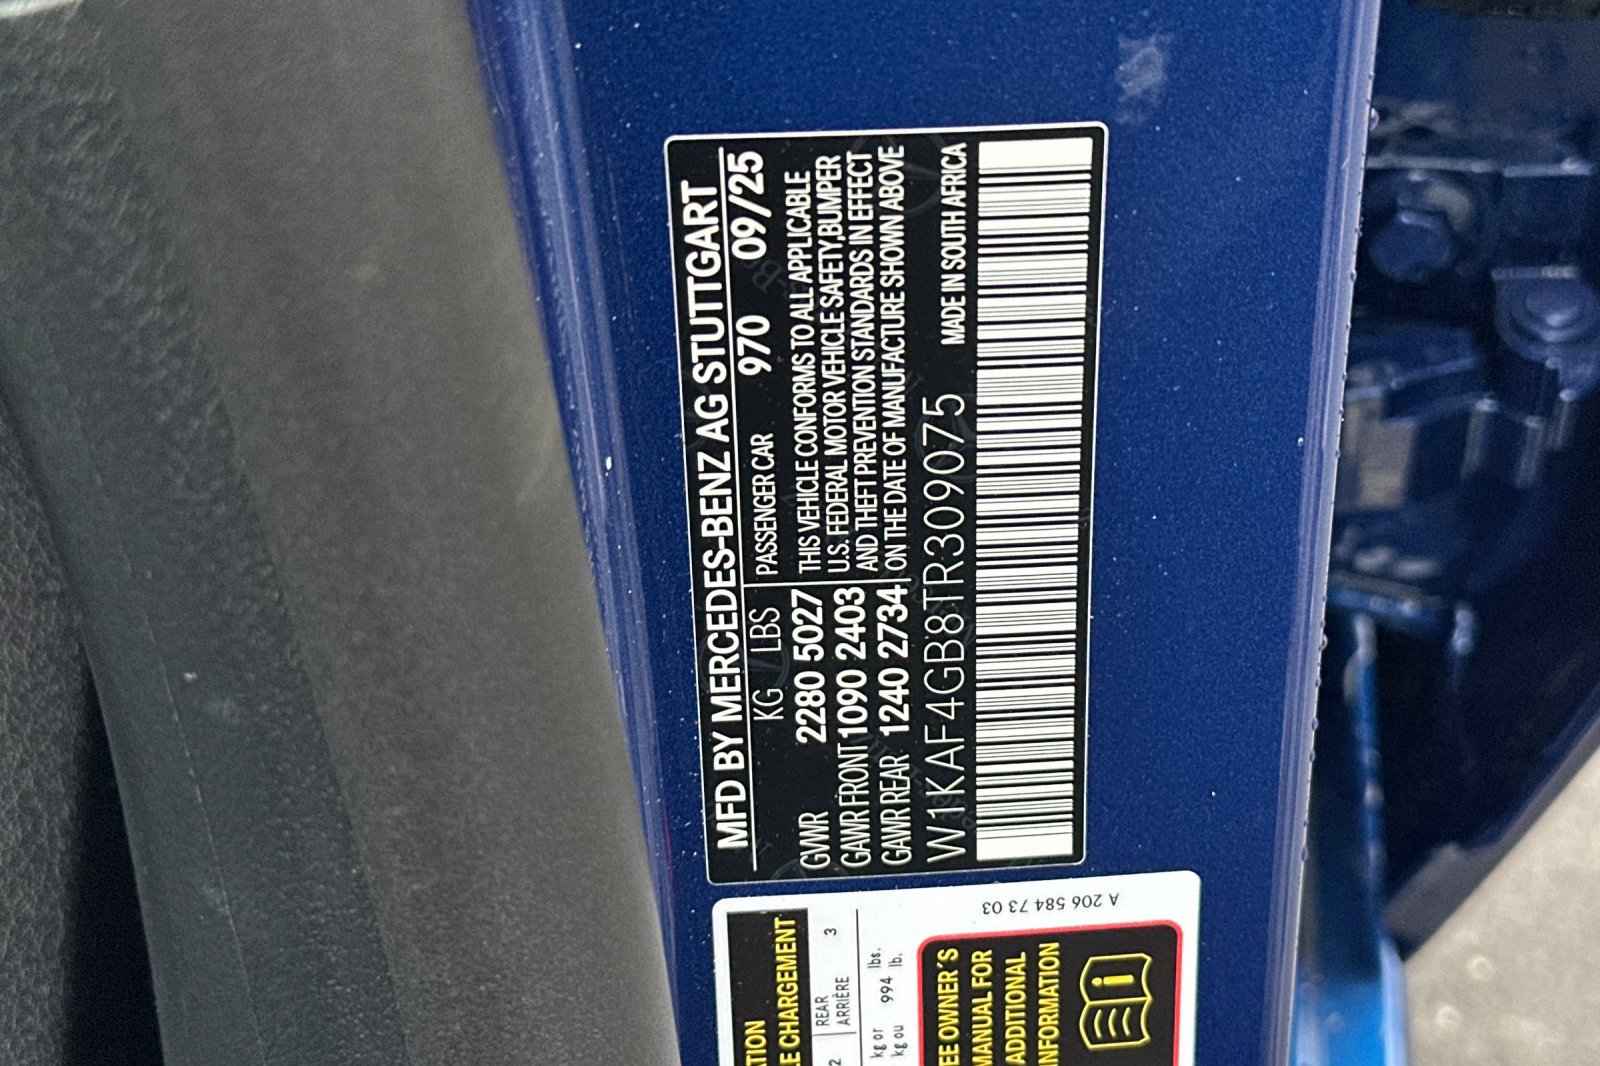 MFD BY MERCEDES-BENZ AG STUTTGART
KG LBS PASSENGER CAR 970 09/25
GVWR 2280 5027
GAWR FRONT 1090 2403
GAWR REAR 1240 2734
THIS VEHICLE CONFORMS TO ALL APPLICABLE
U.S. FEDERAL MOTOR VEHICLE SAFETY,BUMPER
AND THEFT PREVENTION STANDARDS IN EFFECT
ON THE DATE OF MANUFACTURE SHOWN ABOVE
W1KAF4GB8TR309075 MADE IN SOUTH AFRICA
E CHARGEMENT
2 REAR 3
ARRIÈRE
kg or 994 lbs.
kg ou lb.
A 206 584 73 03
OWNER´S
MANUAL FOR
ADDITIONAL
INFORMATION